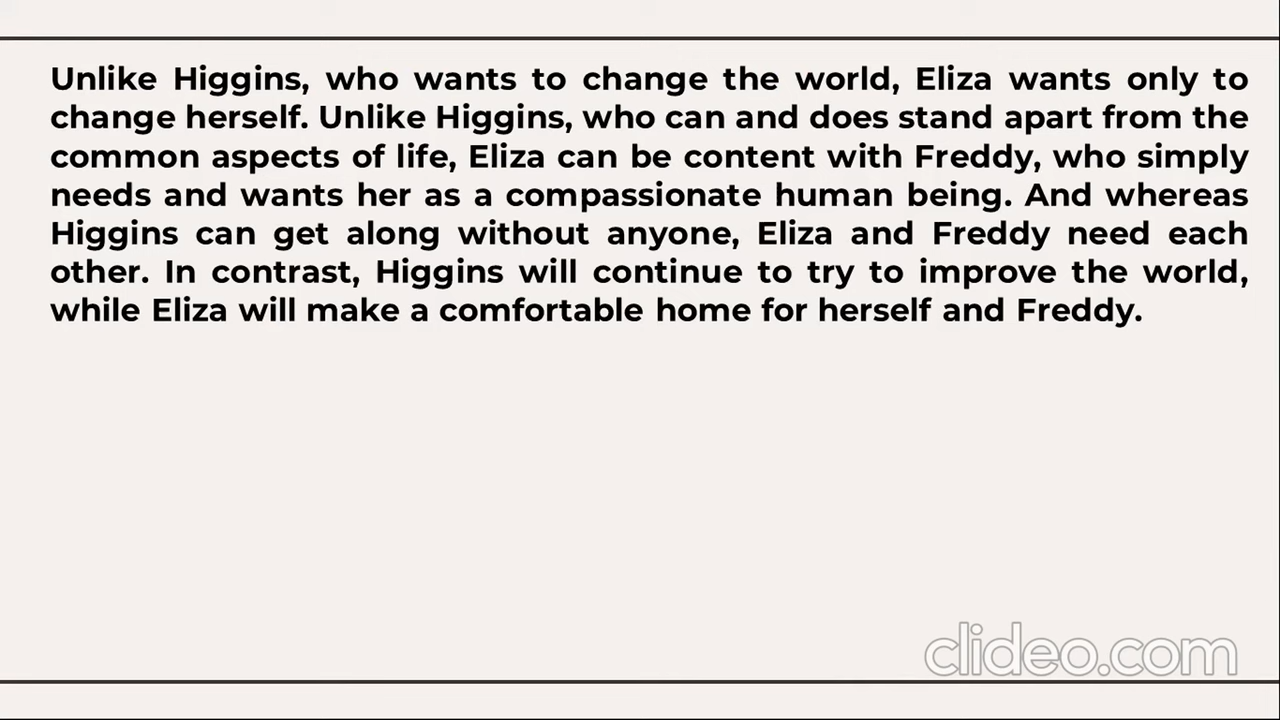 Unlike Higgins, who wants to change the world, Eliza wants only to
change herself. Unlike Higgins, who can and does stand apart from the
common aspects of life, Eliza can be content with Freddy, who simply
needs and wants her as a compassionate human being. And whereas
Higgins can get along without anyone, Eliza and Freddy need each
other. In contrast, Higgins will continue to try to improve the world,
while Eliza will make a comfortable home for herself and Freddy.
clideo.com